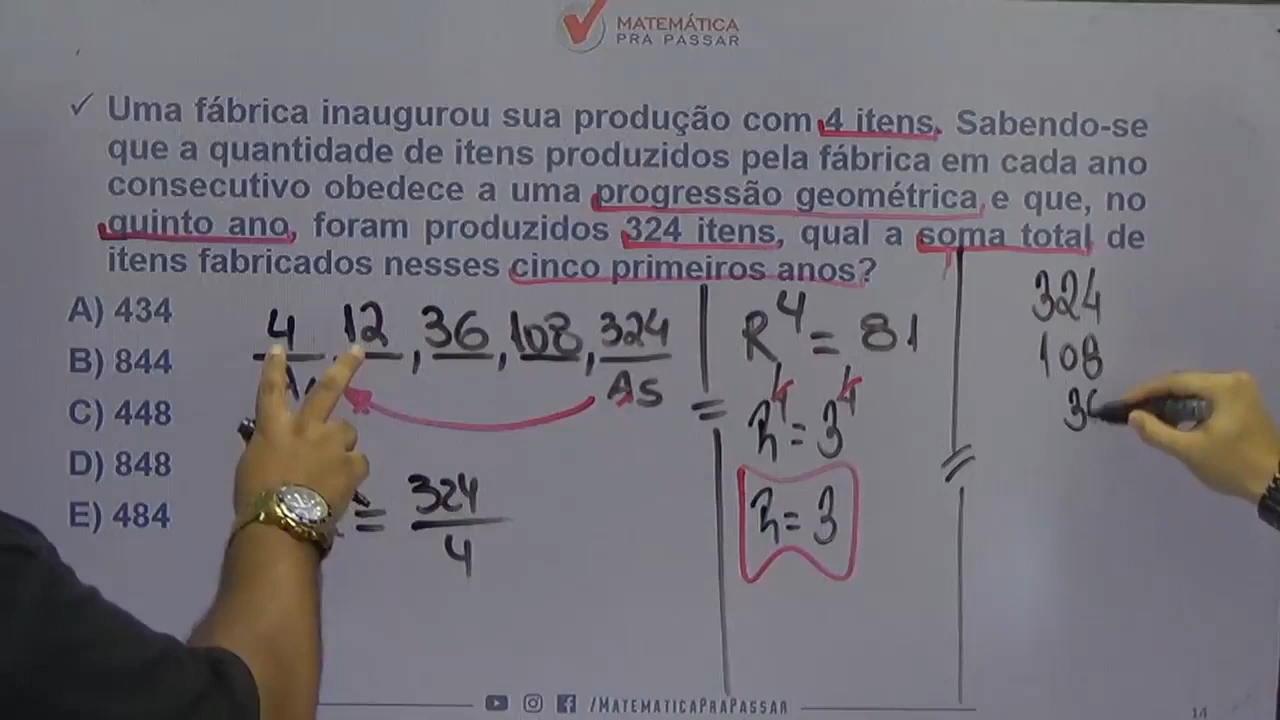 MATEMÁTICA
PRA PASSAR
✓ Uma fábrica inaugurou sua produção com 4 itens. Sabendo-se
que a quantidade de itens produzidos pela fábrica em cada ano
consecutivo obedece a uma progressão geométrica e que, no
quinto ano, foram produzidos 324 itens, qual a soma total de
itens fabricados nesses cinco primeiros anos?
A) 434
B) 844
C) 448
D) 848
E) 484
4, 12, 36, 108, 324
A5
= 324
4
R⁴ = 81
r⁴ = 3⁴
r = 3
324
108
/MATEMATICAPRAPASSAR
14